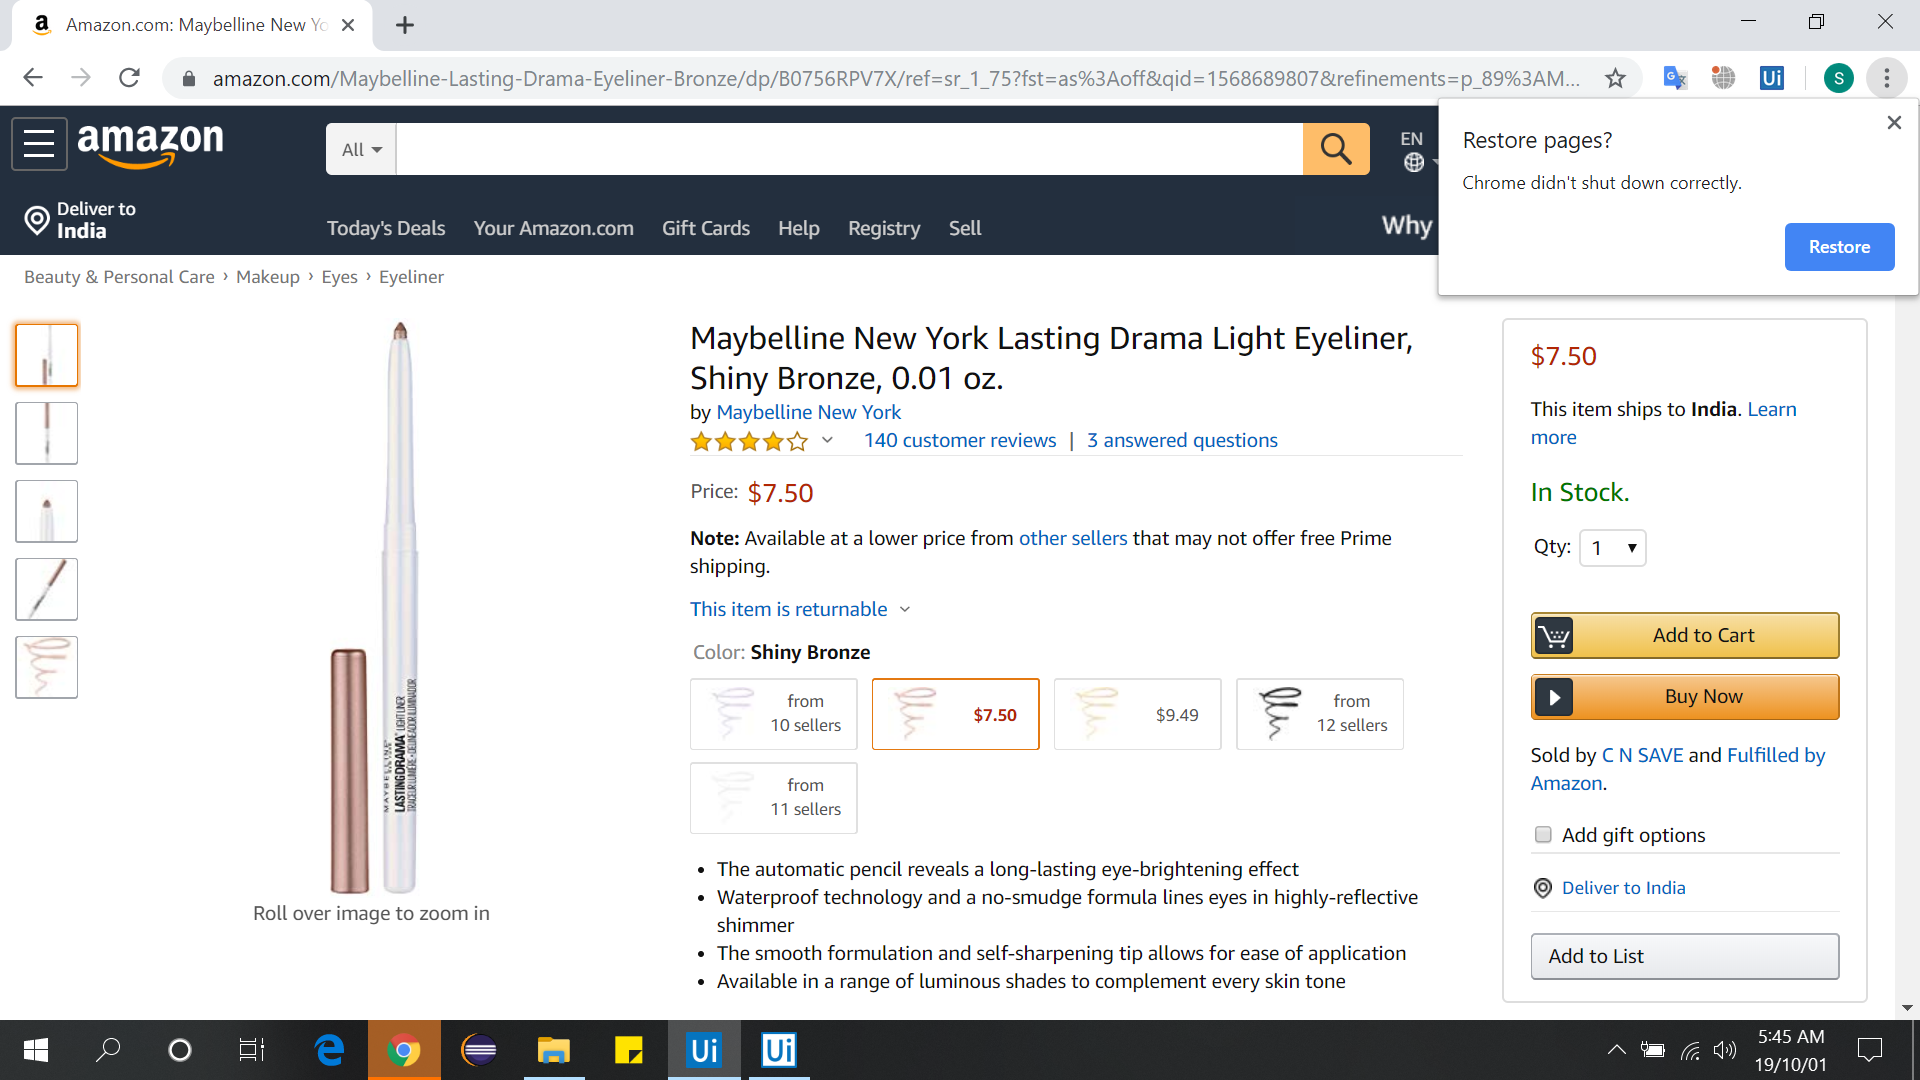 Amazon.com: Maybelline New Yo
amazon.com/Maybelline-Lasting-Drama-Eyeliner-Bronze/dp/B0756RPV7X/ref=sr_1_75?fst=as%3Aoff&qid=1568689807&refinements=p_89%3AM...
Ui
S
Restore pages?
Chrome didn't shut down correctly.
Restore
amazon
All
EN
Deliver to
India
Today's Deals
Your Amazon.com
Gift Cards
Help
Registry
Sell
Why
Beauty & Personal Care › Makeup › Eyes › Eyeliner
MAYBELLINE
LASTINGDRAMA LIGHT LINER
Roll over image to zoom in
Maybelline New York Lasting Drama Light Eyeliner,
Shiny Bronze, 0.01 oz.
by Maybelline New York
140 customer reviews | 3 answered questions
Price: $7.50
Note: Available at a lower price from other sellers that may not offer free Prime
shipping.
This item is returnable
Color: Shiny Bronze
from
10 sellers
$7.50
$9.49
from
12 sellers
from
11 sellers
• The automatic pencil reveals a long-lasting eye-brightening effect
• Waterproof technology and a no-smudge formula lines eyes in highly-reflective
shimmer
• The smooth formulation and self-sharpening tip allows for ease of application
• Available in a range of luminous shades to complement every skin tone
$7.50
This item ships to India. Learn
more
In Stock.
Qty: 1
Add to Cart
Buy Now
Sold by C N SAVE and Fulfilled by
Amazon.
Add gift options
Deliver to India
Add to List
Ui
Ui
5:45 AM
19/10/01